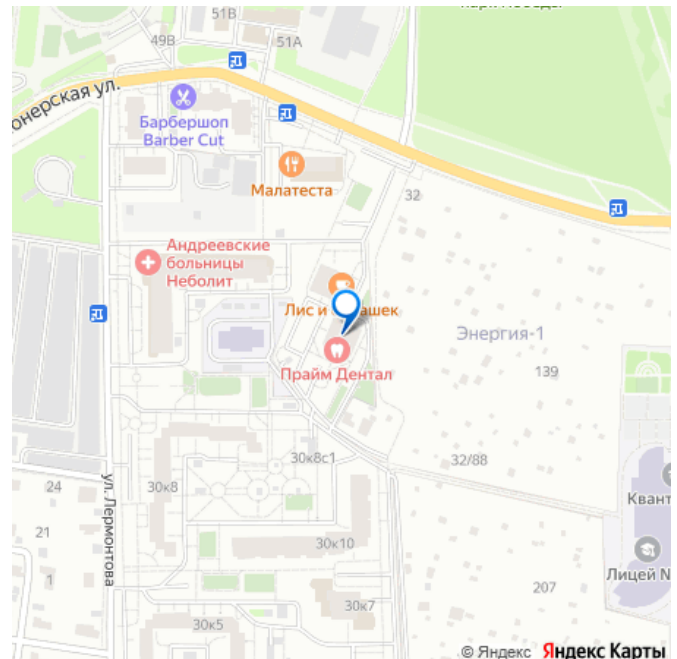 парк Победы
51В
49В
51А
онерская ул.
Барбершоп
Barber Cut
Малатеста
32
Андреевские
больницы
Неболит
Лис и
ашек
Энергия-1
Прайм Дентал
139
30к8с1
32/88
24
30к8
Квант
ул. Лермонтова
21
30к10
Лицей N
1
207
30к7
30к5
© Яндекс Яндекс Карты